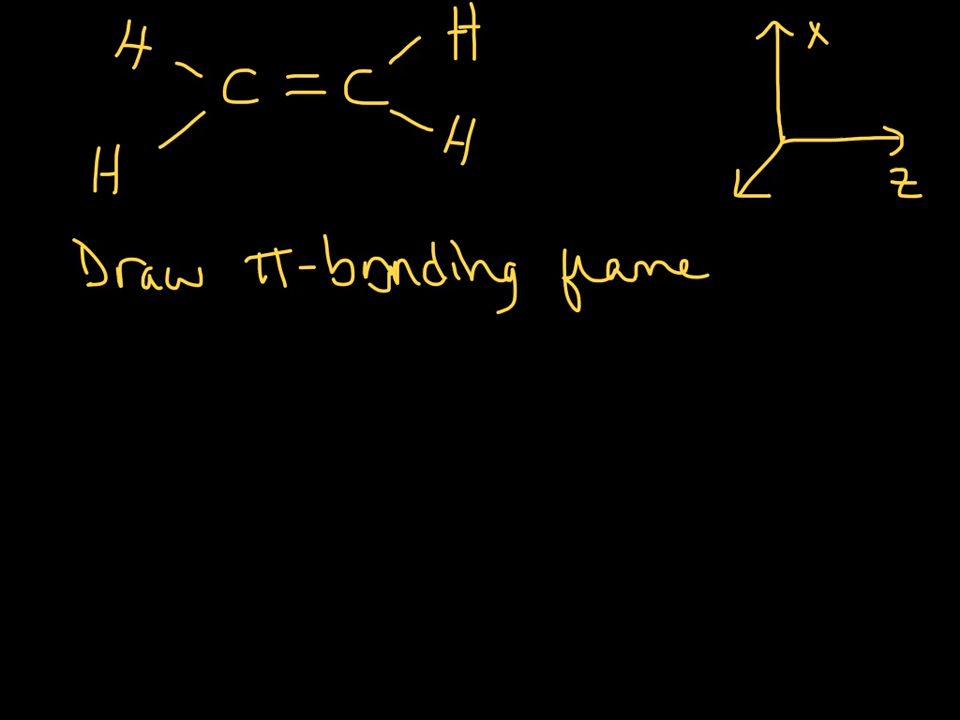 H H
C = C
H H
X
Z
Draw π-bonding frame